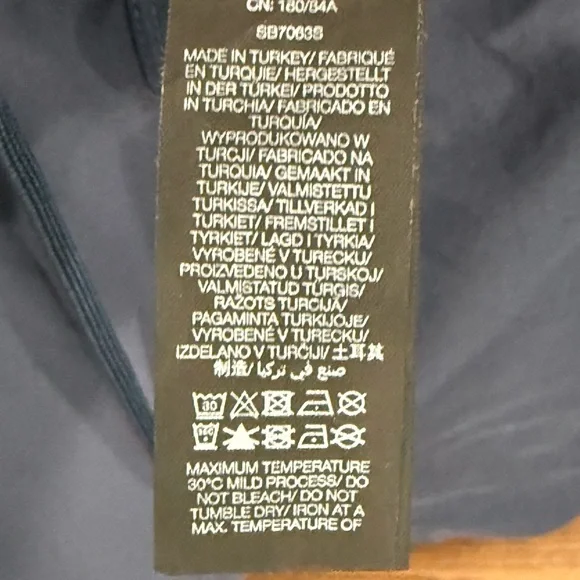 CN: 180/84A
SB7063S
MADE IN TURKEY/ FABRIQUÉ
EN TURQUIE/ HERGESTELLT
IN DER TÜRKEI/ PRODOTTO
IN TURCHIA/ FABRICADO EN
TURQUÍA/
WYPRODUKOWANO W
TURCJI/ FABRICADO NA
TURQUIA/ GEMAAKT IN
TURKIJE/ VALMISTETTU
TURKISSA/ TILLVERKAD I
TURKIET/ FREMSTILLET I
TYRKIET/ LAGD I TYRKIA/
VYROBENÉ V TURECKU/
PROIZVEDENO U TURSKOJ/
VALMISTATUD TÜRGIS/
RAŽOTS TURCIJĀ/
PAGAMINTA TURKIJOJE/
VYROBENÉ V TURECKU/
IZDELANO V TURČIJI/ 土耳其
制造/ صنع في تركيا
30
MAXIMUM TEMPERATURE
30°C MILD PROCESS/ DO
NOT BLEACH/ DO NOT
TUMBLE DRY/ IRON AT A
MAX. TEMPERATURE OF